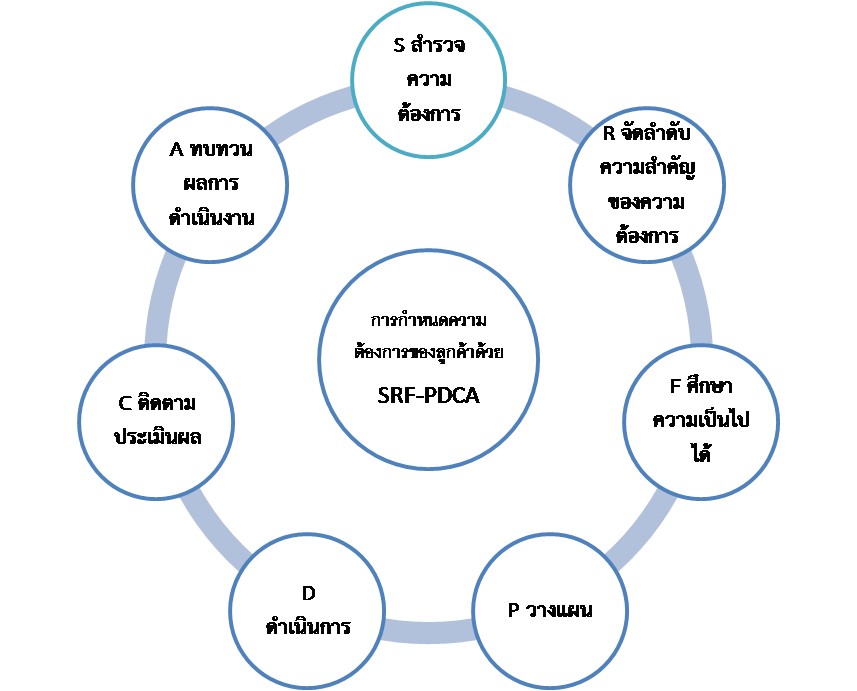 S สำรวจ
ความ
ต้องการ
R จัดลำดับ
ความสำคัญ
ของความ
ต้องการ
F ศึกษา
ความเป็นไป
ได้
P วางแผน
D
ดำเนินการ
C ติดตาม
ประเมินผล
A ทบทวน
ผลการ
ดำเนินงาน
การกำหนดความ
ต้องการของลูกค้าด้วย
SRF-PDCA